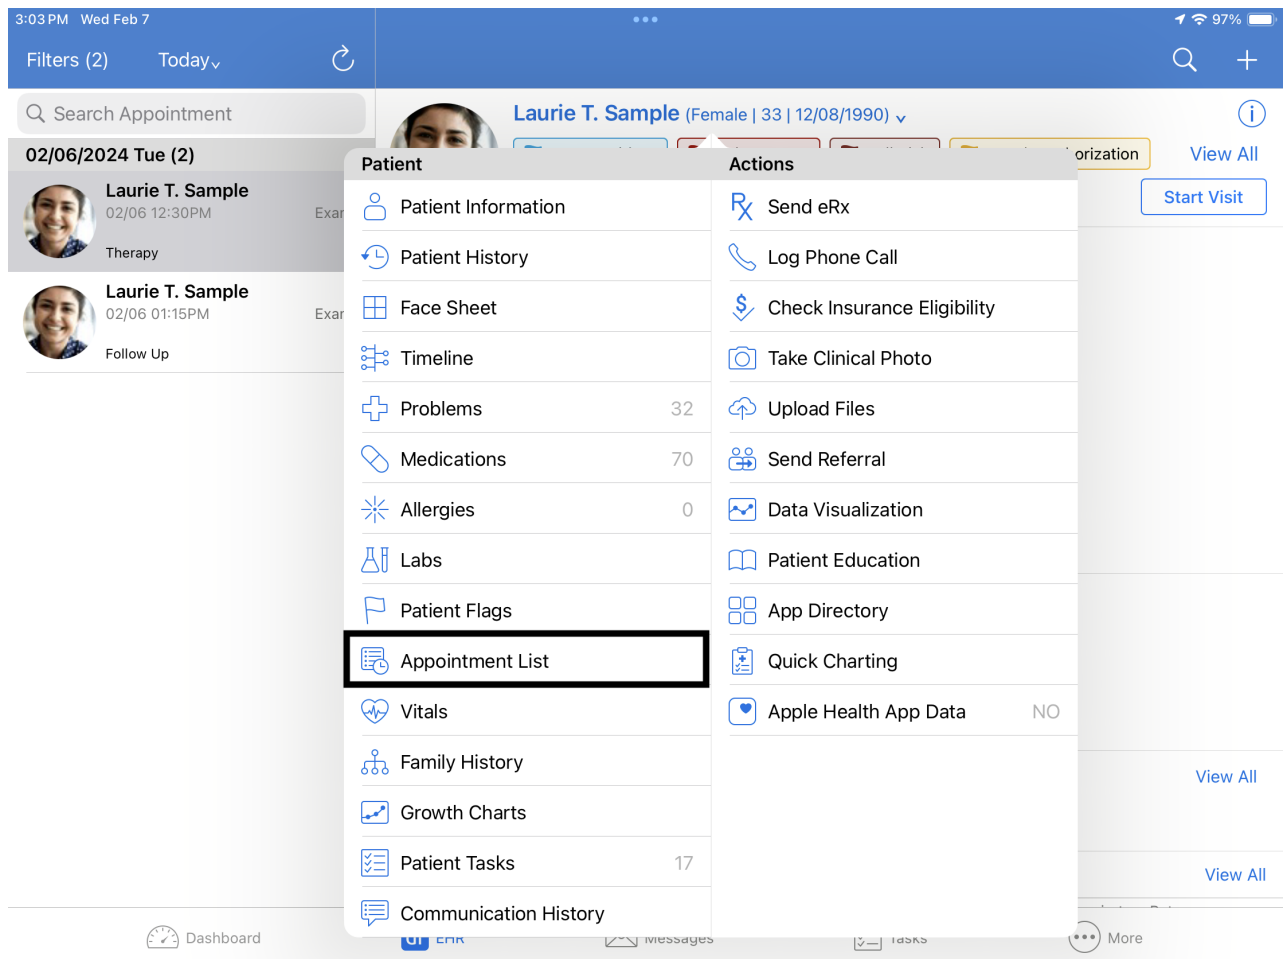 3:03 PM Wed Feb 7
97%
Filters (2) Today
Search Appointment
02/06/2024 Tue (2)
Laurie T. Sample
02/06 12:30PM
Therapy
Laurie T. Sample
02/06 01:15PM
Follow Up
Laurie T. Sample (Female | 33 | 12/08/1990)
View All
Start Visit
Patient
Patient Information
Patient History
Face Sheet
Timeline
Problems 32
Medications 70
Allergies 0
Labs
Patient Flags
Appointment List
Vitals
Family History
Growth Charts
Patient Tasks 17
Communication History
Actions
Send eRx
Log Phone Call
Check Insurance Eligibility
Take Clinical Photo
Upload Files
Send Referral
Data Visualization
Patient Education
App Directory
Quick Charting
Apple Health App Data NO
View All
View All
Dashboard
EHR
Messages
Tasks
More